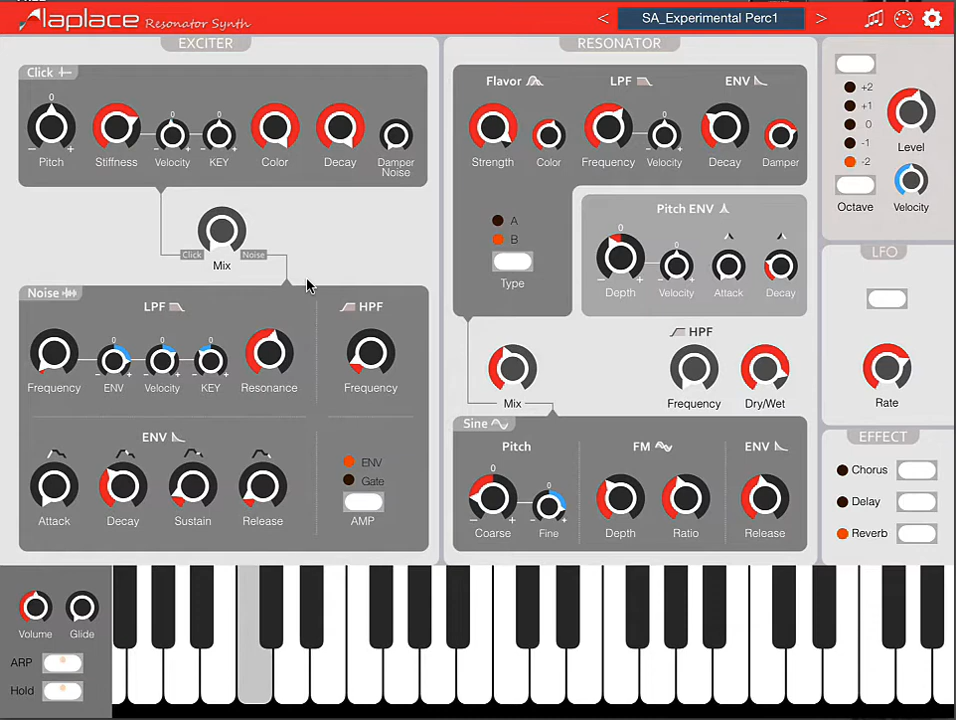 laplace Resonator Synth
< SA_Experimental Perc1 >
EXCITER
Click
0 0 0
- + - + - +
Pitch Stiffness Velocity KEY Color Decay Damper Noise
Click Noise
Mix
Noise
LPF HPF
0 0 0
- + - + - +
Frequency ENV Velocity KEY Resonance Frequency
ENV
Attack Decay Sustain Release
ENV
Gate
AMP
RESONATOR
Flavor LPF ENV
0
- +
Strength Color Frequency Velocity Decay Damper
A
B
Type
Pitch ENV
0 0
- + - +
Depth Velocity Attack Decay
HPF
Mix Frequency Dry/Wet
Sine
Pitch FM ENV
0 0
- + - +
Coarse Fine Depth Ratio Release
+2
+1
0
-1
-2
Octave
Level
Velocity
LFO
Rate
EFFECT
Chorus
Delay
Reverb
Volume Glide
ARP
Hold